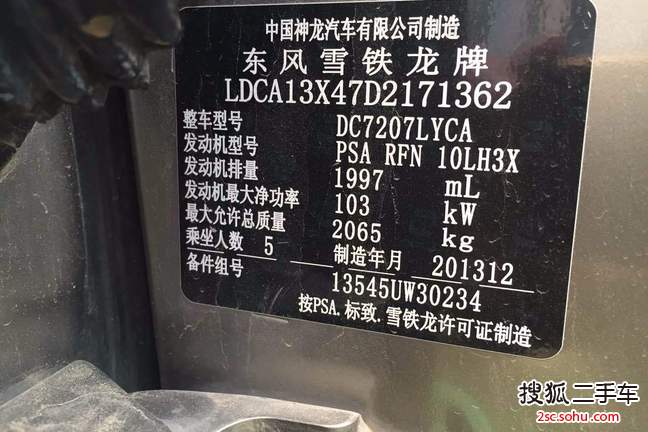 中国神龙汽车有限公司制造
东风雪铁龙牌
LDCA13X47D2171362
整车型号 DC7207LYCA
发动机型号 PSA RFN 10LH3X
发动机排量 1997 mL
发动机最大净功率 103 kW
最大允许总质量 2065 kg
乘坐人数 5 制造年月 201312
备件组号 13545UW30234
按PSA.标致.雪铁龙许可证制造
搜狐二手车
2sc.sohu.com